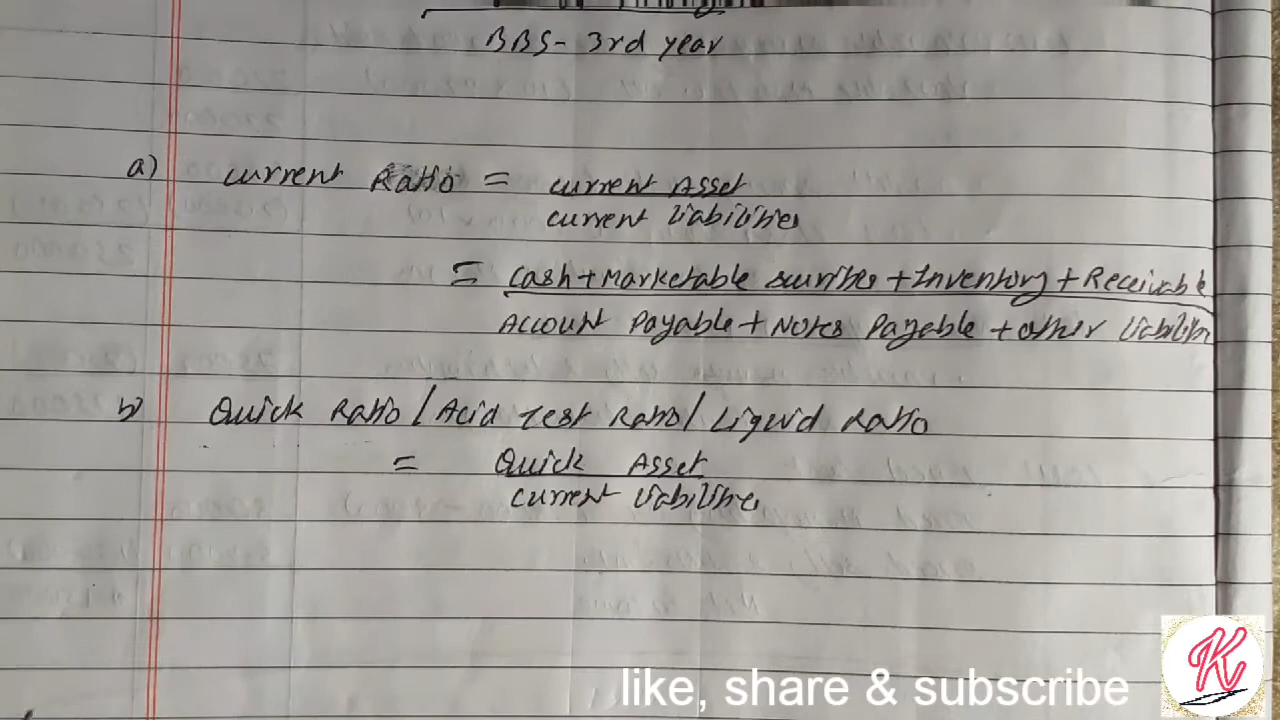 BBS - 3rd year
a) Current Ratio = Current Asset
Current liabilities
= Cash + Marketable securities + Inventory + Receivable
Account Payable + Notes Payable + other liabilities
b) Quick Ratio / Acid Test Ratio / Liquid Ratio
= Quick Asset
Current liabilities
like, share & subscribe
K